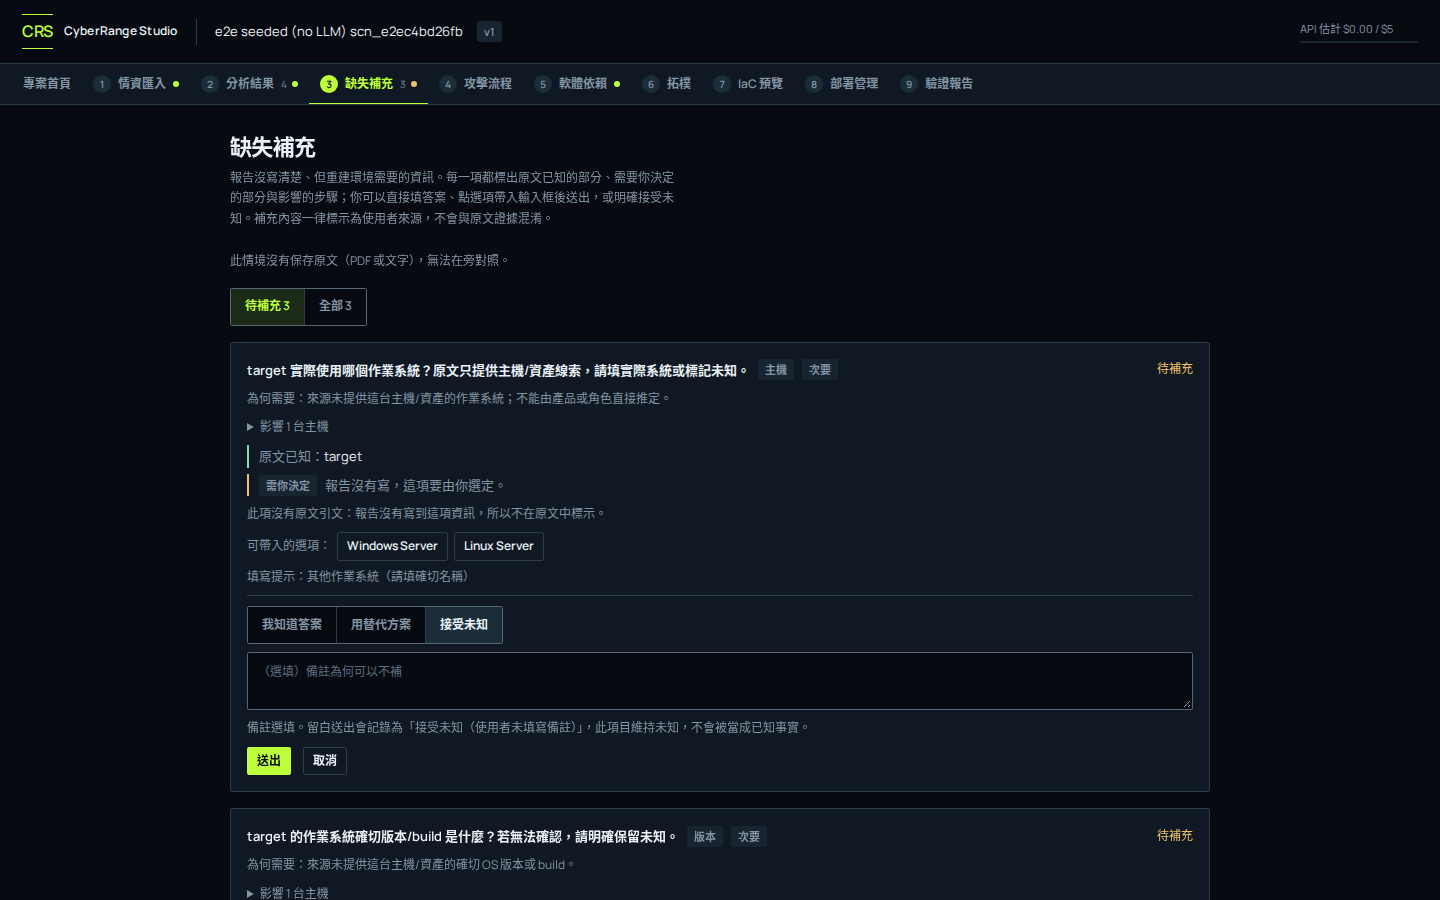 CRS CyberRange Studio e2e seeded (no LLM) scn_e2ec4bd26fb v1 API 估計 $0.00 / $5
專案首頁 1 情資匯入 2 分析結果 4 3 缺失補充 3 4 攻擊流程 5 軟體依賴 6 拓樸 7 IaC 預覽 8 部署管理 9 驗證報告
缺失補充
報告沒寫清楚、但重建環境需要的資訊。每一項都標出原文已知的部分、需要你決定
的部分與影響的步驟；你可以直接填答案、點選項帶入輸入框後送出，或明確接受未
知。補充內容一律標示為使用者來源，不會與原文證據混淆。
此情境沒有保存原文（PDF 或文字），無法在旁對照。
待補充 3 全部 3
target 實際使用哪個作業系統？原文只提供主機/資產線索，請填實際系統或標記未知。 主機 次要 待補充
為何需要：來源未提供這台主機/資產的作業系統；不能由產品或角色直接推定。
▶ 影響 1 台主機
原文已知：target
需你決定 報告沒有寫，這項要由你選定。
此項沒有原文引文：報告沒有寫到這項資訊，所以不在原文中標示。
可帶入的選項： Windows Server Linux Server
填寫提示：其他作業系統（請填確切名稱）
我知道答案 用替代方案 接受未知
（選填）備註為何可以不補
備註選填。留白送出會記錄為「接受未知（使用者未填寫備註）」，此項目維持未知，不會被當成已知事實。
送出 取消
target 的作業系統確切版本/build 是什麼？若無法確認，請明確保留未知。 版本 次要 待補充
為何需要：來源未提供這台主機/資產的確切 OS 版本或 build。
▶ 影響 1 台主機